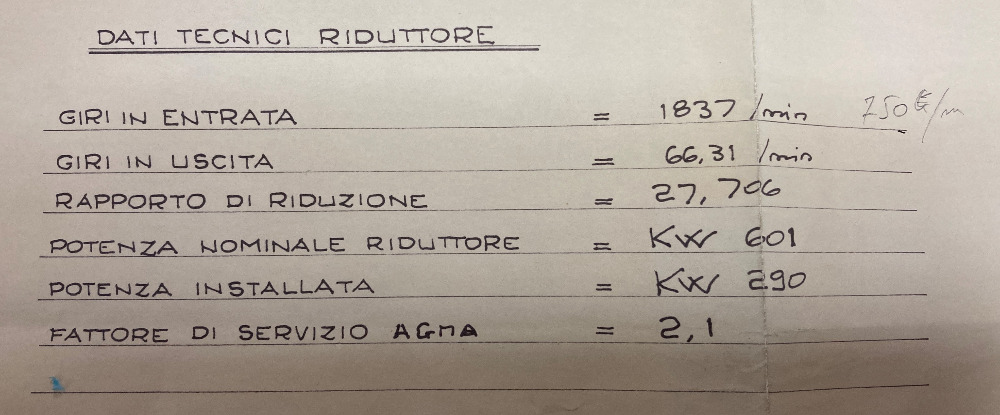 DATI TECNICI RIDUTTORE
GIRI IN ENTRATA = 1837 /min 750 G/m
GIRI IN USCITA = 66,31 /min
RAPPORTO DI RIDUZIONE = 27,706
POTENZA NOMINALE RIDUTTORE = KW 601
POTENZA INSTALLATA = KW 290
FATTORE DI SERVIZIO AGMA = 2,1